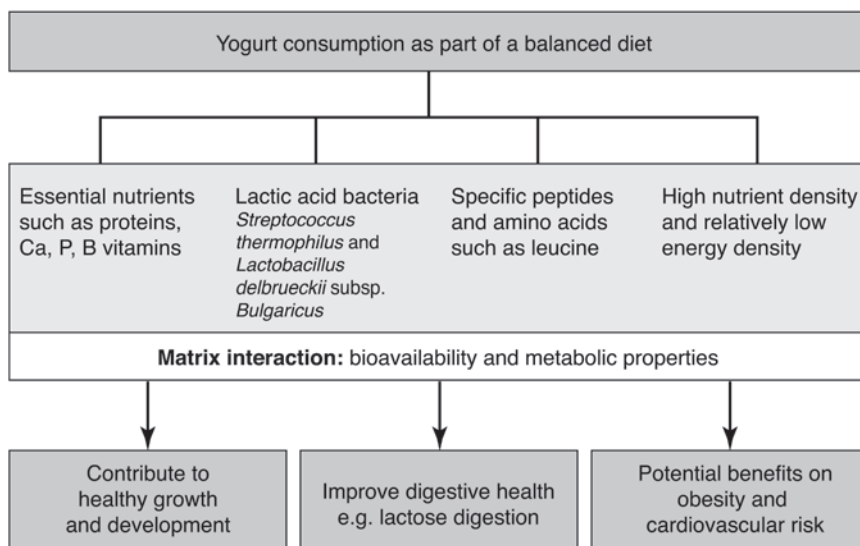 Yogurt consumption as part of a balanced diet
Essential nutrients
such as proteins,
Ca, P, B vitamins
Lactic acid bacteria
Streptococcus
thermophilus and
Lactobacillus
delbrueckii subsp.
Bulgaricus
Specific peptides
and amino acids
such as leucine
High nutrient density
and relatively low
energy density
Matrix interaction: bioavailability and metabolic properties
Contribute to
healthy growth
and development
Improve digestive health
e.g. lactose digestion
Potential benefits on
obesity and
cardiovascular risk